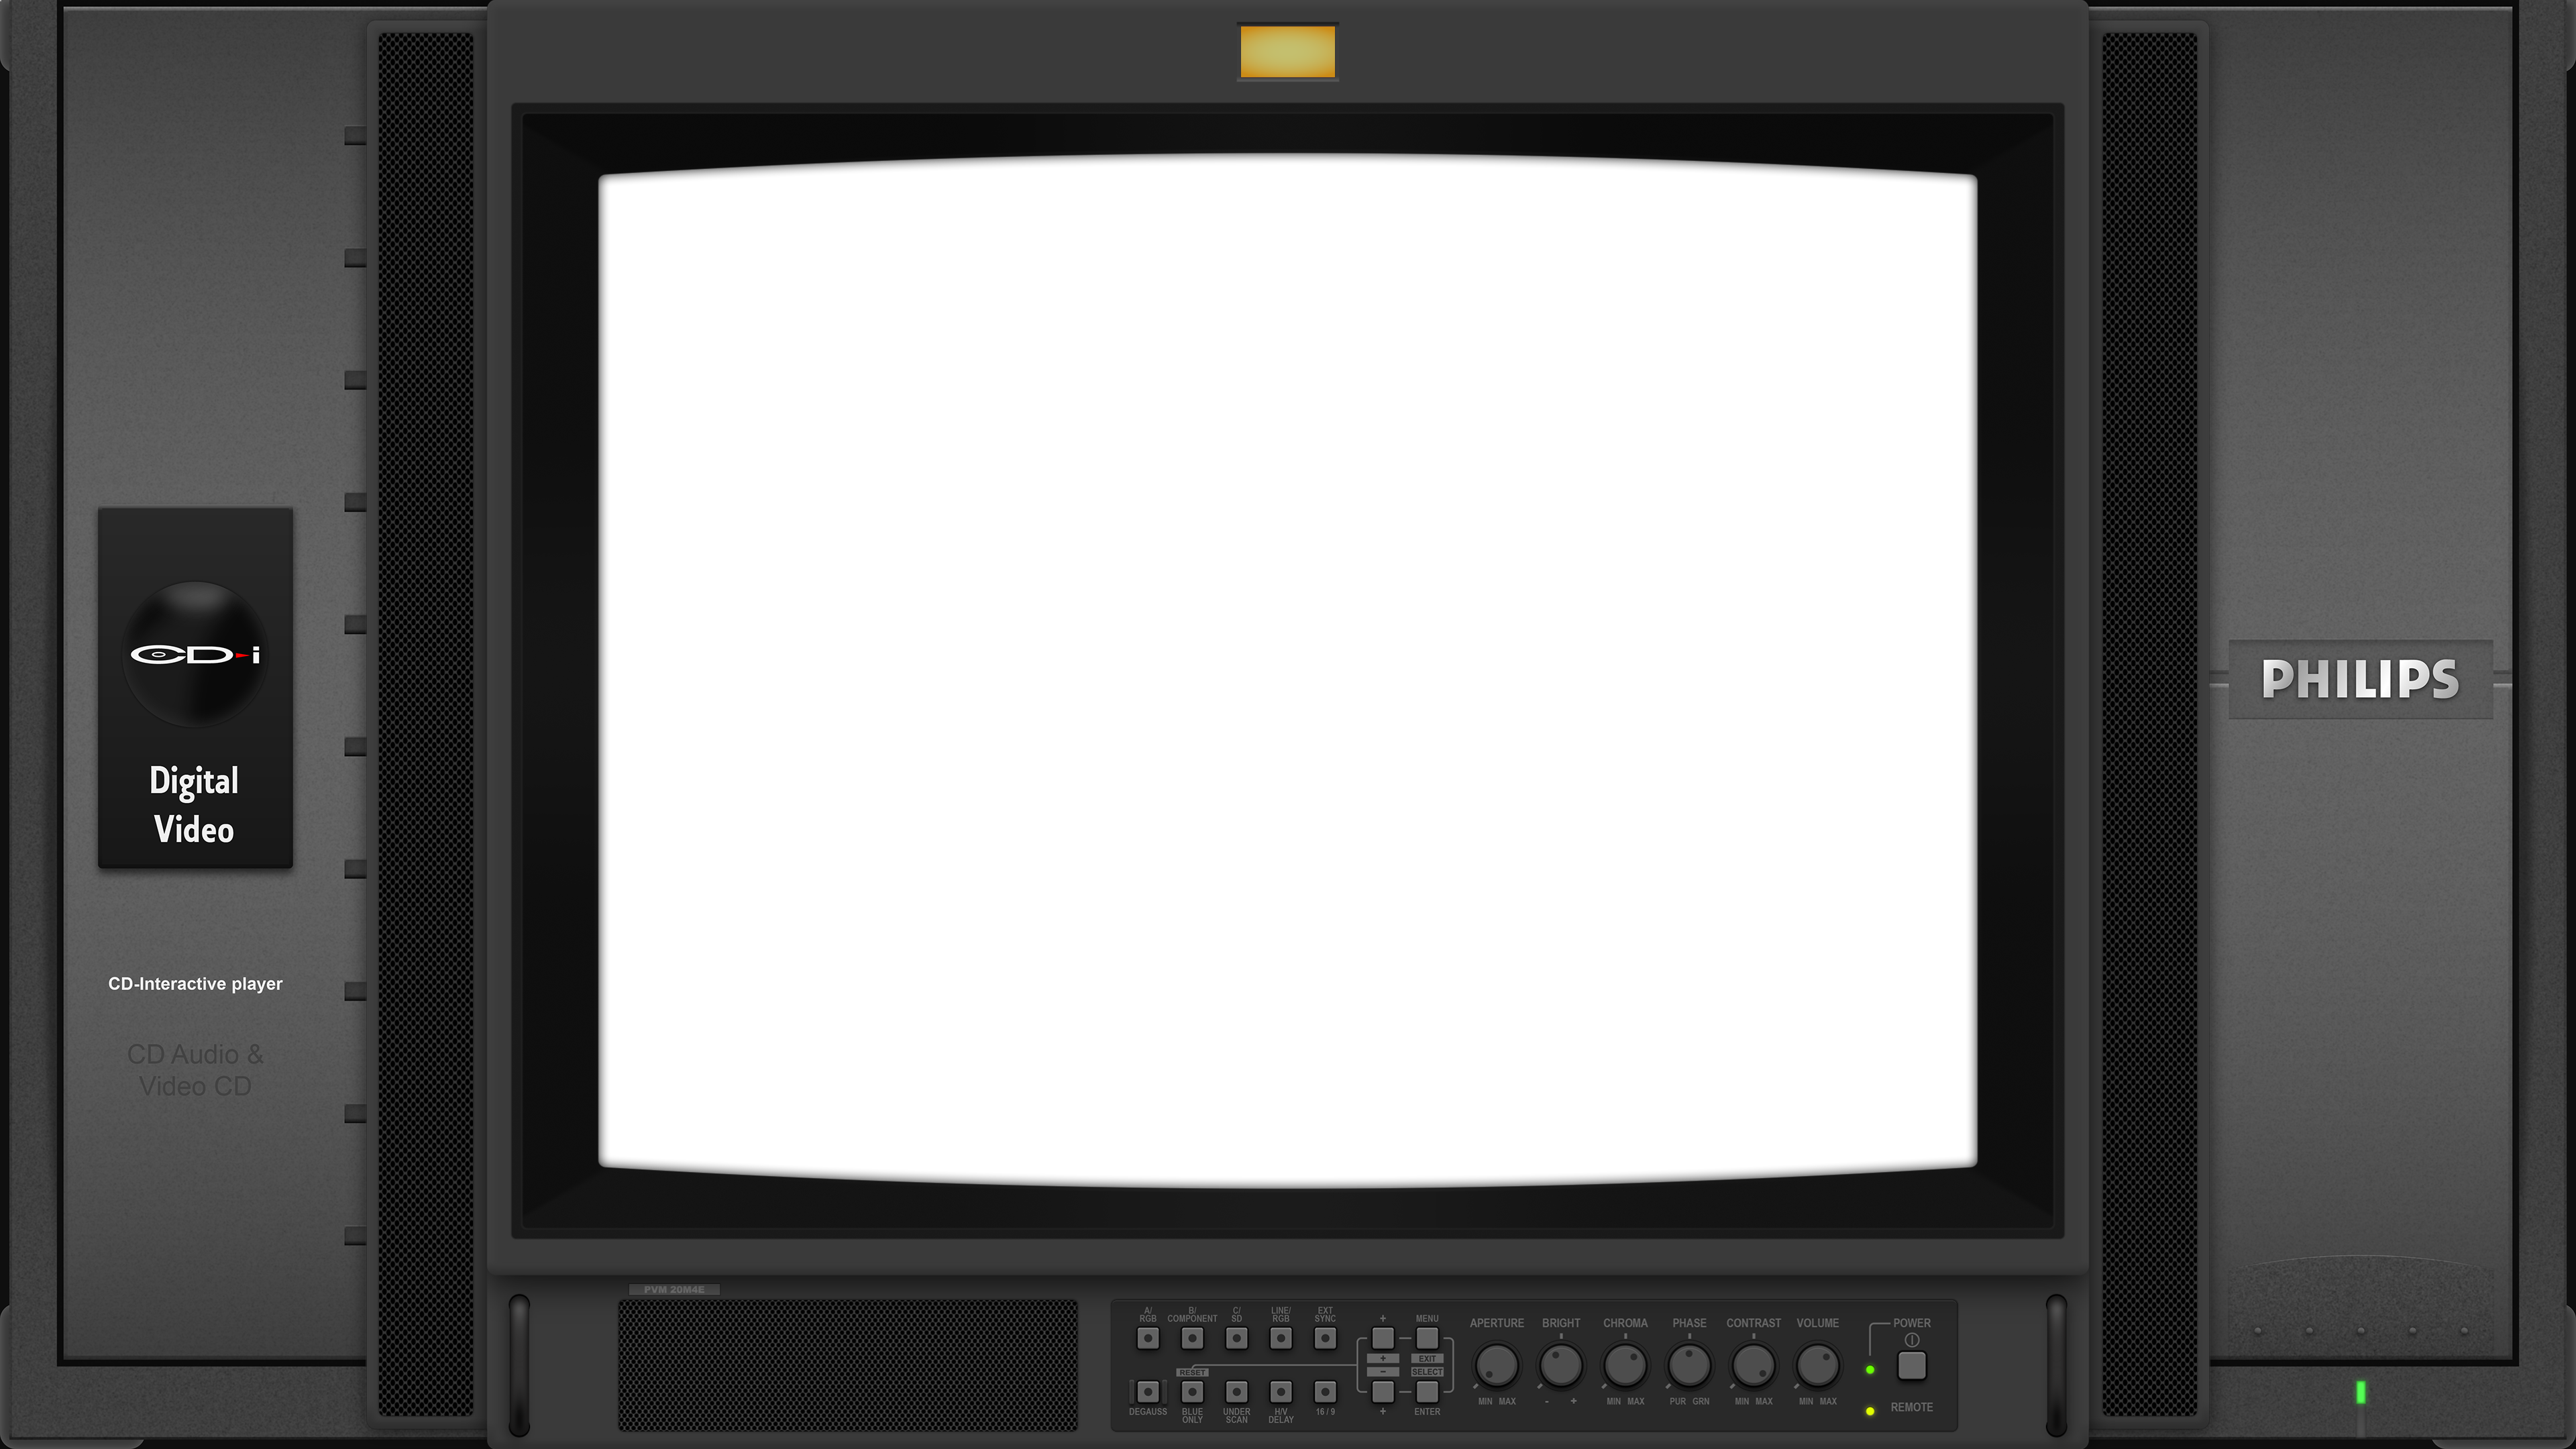 CD-i
Digital
Video
CD-Interactive player
CD Audio &
Video CD
PHILIPS
PVM 20M4E
A/
RGB
B/
COMPONENT
C/
SD
LINE/
RGB
EXT
SYNC
+
MENU
+
EXIT
RESET
−
SELECT
DEGAUSS
BLUE
ONLY
UNDER
SCAN
H/V
DELAY
16 / 9
+
ENTER
APERTURE
MIN MAX
BRIGHT
- +
CHROMA
MIN MAX
PHASE
PUR GRN
CONTRAST
MIN MAX
VOLUME
MIN MAX
POWER
REMOTE